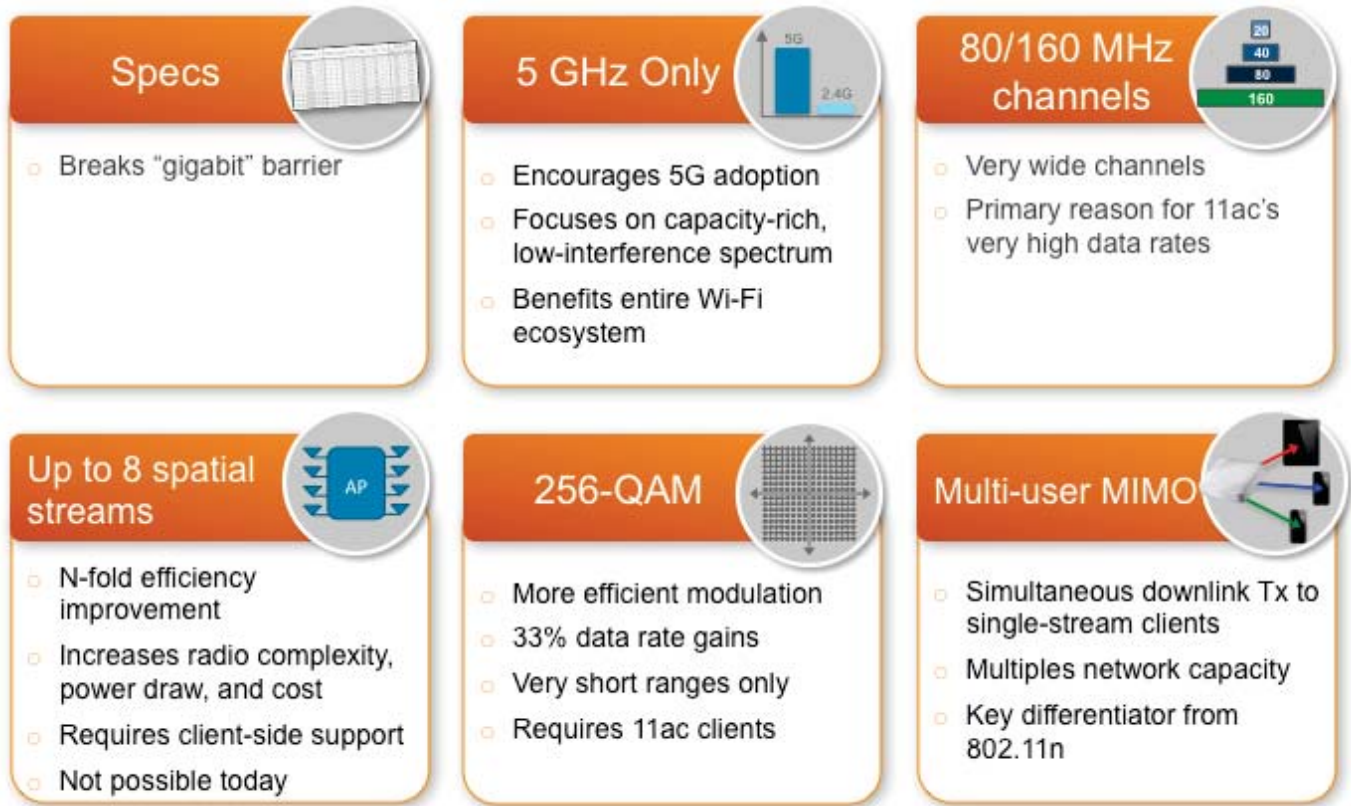 Specs
Breaks “gigabit” barrier
5 GHz Only
5G
2.4G
Encourages 5G adoption
Focuses on capacity-rich,
low-interference spectrum
Benefits entire Wi-Fi
ecosystem
80/160 MHz
channels
20
40
80
160
Very wide channels
Primary reason for 11ac’s
very high data rates
Up to 8 spatial
streams
AP
N-fold efficiency
improvement
Increases radio complexity,
power draw, and cost
Requires client-side support
Not possible today
256-QAM
More efficient modulation
33% data rate gains
Very short ranges only
Requires 11ac clients
Multi-user MIMO
Simultaneous downlink Tx to
single-stream clients
Multiples network capacity
Key differentiator from
802.11n